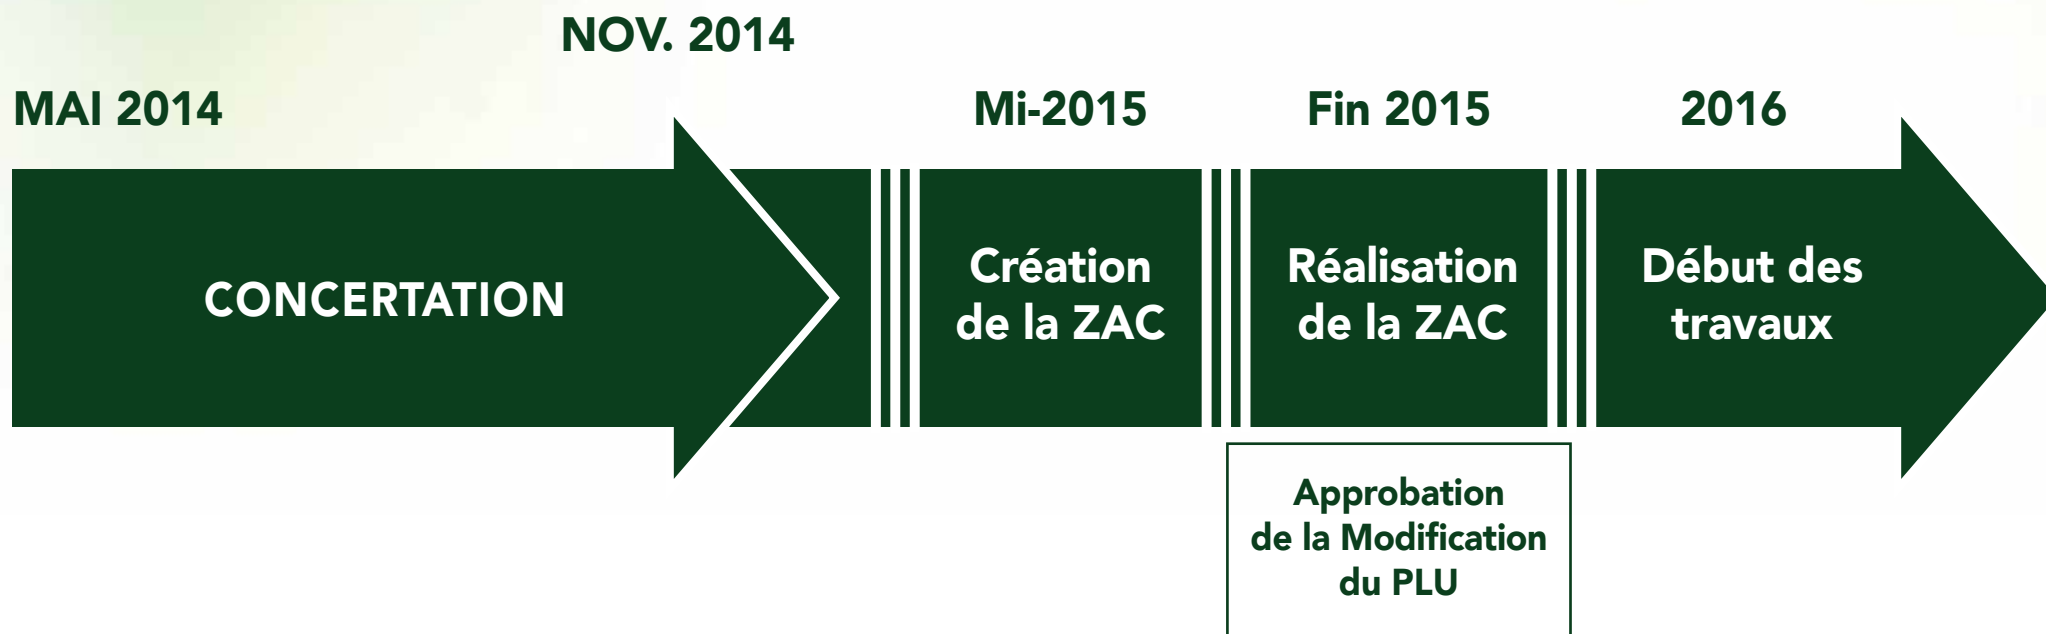 NOV. 2014
MAI 2014
Mi-2015
Fin 2015
2016
CONCERTATION
Création
de la ZAC
Réalisation
de la ZAC
Début des
travaux
Approbation
de la Modification
du PLU